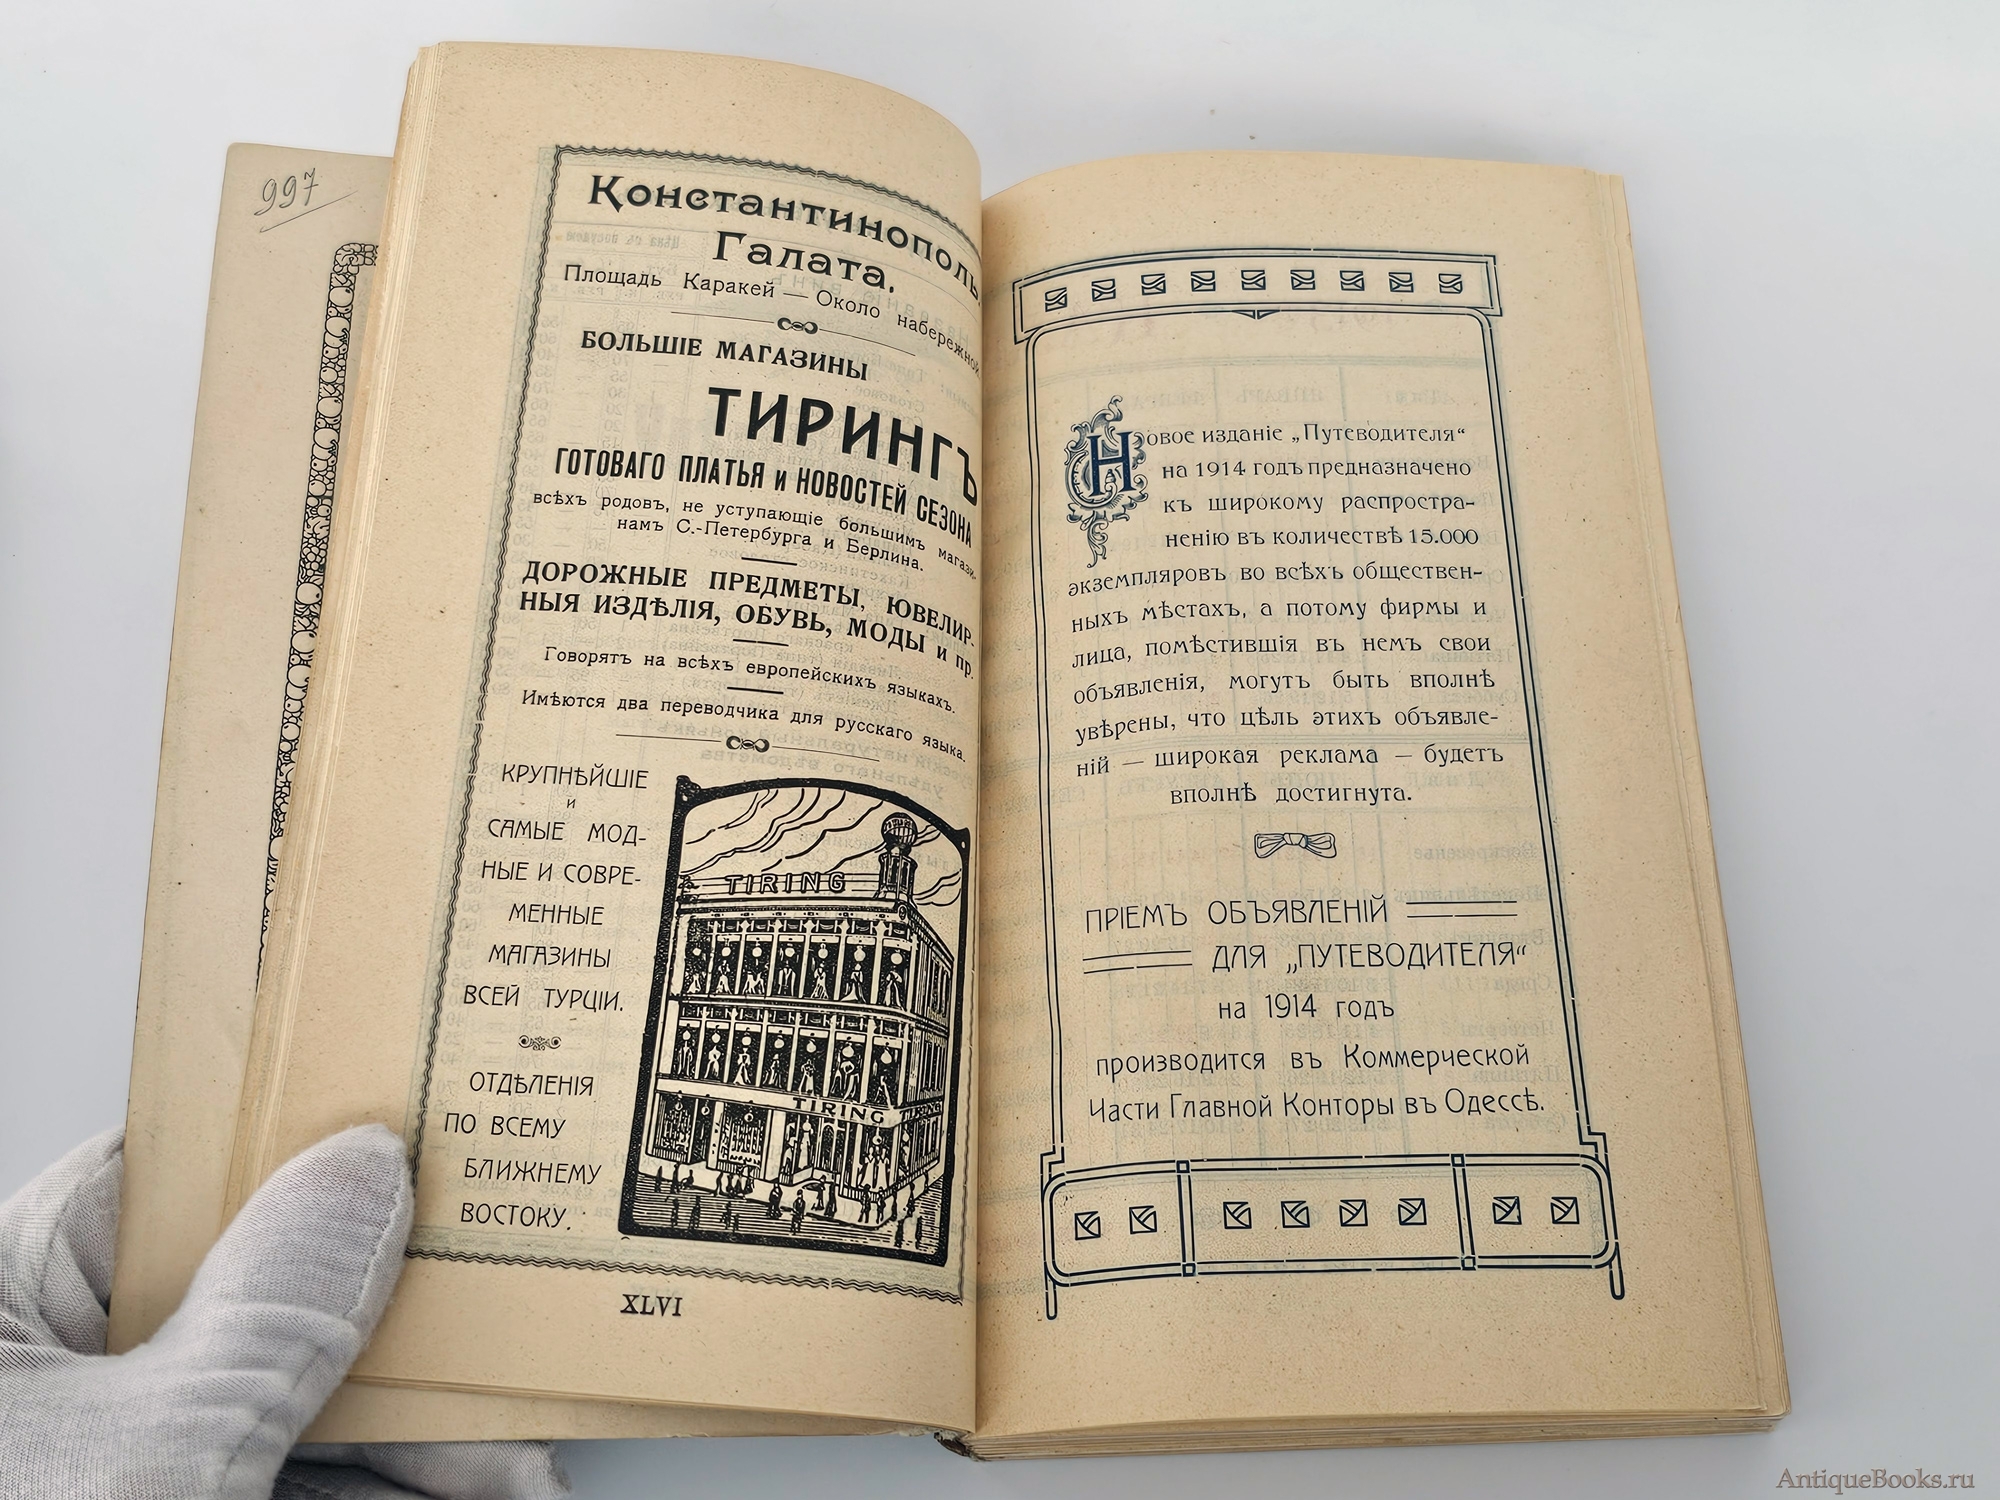 997
Константинополь.
Галата.
Площадь Каракей — Около набережной
БОЛЬШІЕ МАГАЗИНЫ
ТИРИНГЪ
ГОТОВАГО ПЛАТЬЯ и НОВОСТЕЙ СЕЗОНА
всѣхъ родовъ, не уступающіе большимъ магази-
намъ С.-Петербурга и Берлина.
ДОРОЖНЫЕ ПРЕДМЕТЫ, ЮВЕЛИР-
НЫЯ ИЗДѢЛІЯ, ОБУВЬ, МОДЫ и пр.
Говорятъ на всѣхъ европейскихъ языкахъ.
Имѣются два переводчика для русскаго языка.
КРУПНѢЙШІЕ
и
САМЫЕ МОД-
НЫЕ И СОВРЕ-
МЕННЫЕ
МАГАЗИНЫ
ВСЕЙ ТУРЦІИ.
ОТДѢЛЕНІЯ
ПО ВСЕМУ
БЛИЖНЕМУ
ВОСТОКУ.
TIRING
TIRING TIRING
XLVI
Новое изданіе „Путеводителя“
на 1914 годъ предназначено
къ широкому распростра-
ненію въ количествѣ 15.000
экземпляровъ во всѣхъ обществен-
ныхъ мѣстахъ, а потому фирмы и
лица, помѣстившія въ немъ свои
объявленія, могутъ быть вполнѣ
увѣрены, что цѣль этихъ объявле-
ній — широкая реклама — будетъ
вполнѣ достигнута.
ПРІЕМЪ ОБЪЯВЛЕНІЙ
ДЛЯ „ПУТЕВОДИТЕЛЯ“
на 1914 годъ
производится въ Коммерческой
Части Главной Конторы въ Одессѣ.
AntiqueBooks.ru